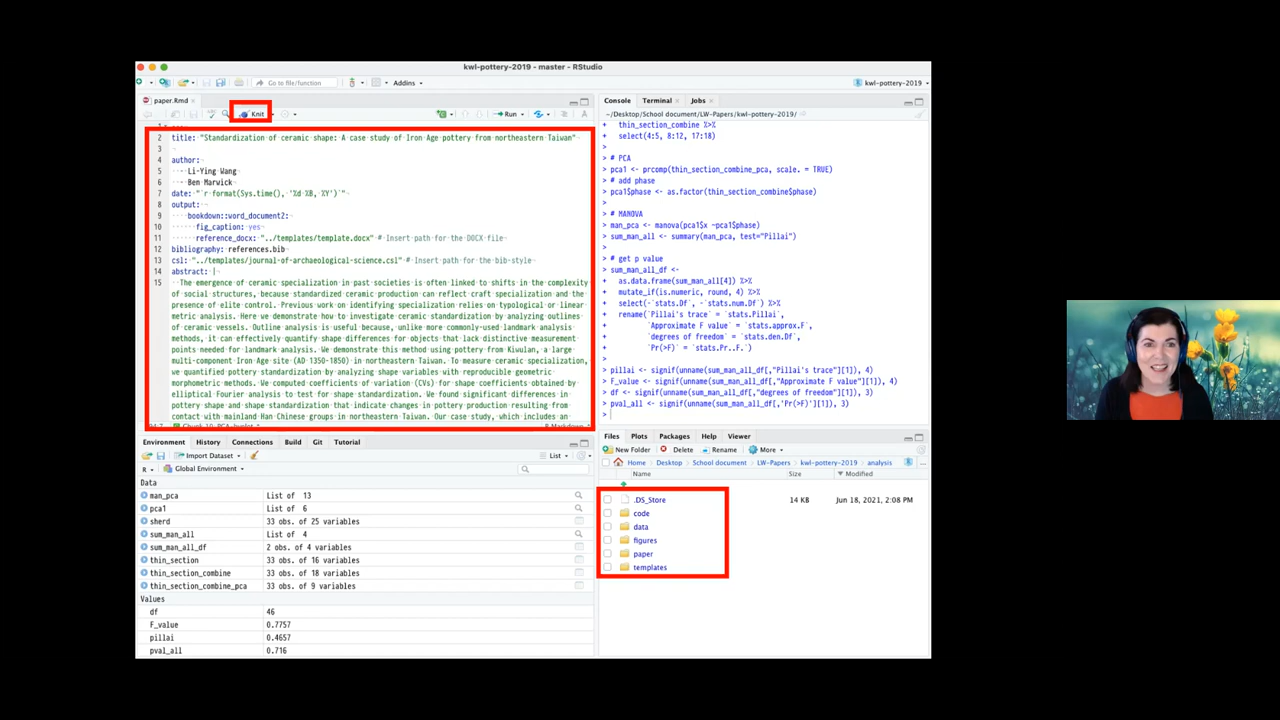 kwl-pottery-2019 - master - RStudio
Go to file/function
Addins
kwl-pottery-2019
paper.Rmd
Knit
Run
1
2 title: "Standardization of ceramic shape: A case study of Iron Age pottery from northeastern Taiwan"
3
4 author:
5 - Li-Ying Wang
6 - Ben Marwick
7 date: "`r format(Sys.time(), '%d %B, %Y')`"
8 output:
9 bookdown::word_document2:
10 fig_caption: yes
11 reference_docx: "../templates/template.docx" # Insert path for the DOCX file
12 bibliography: references.bib
13 csl: "../templates/journal-of-archaeological-science.csl" # Insert path for the bib-style
14 abstract: |
15
The emergence of ceramic specialization in past societies is often linked to shifts in the complexity
of social structures, because standardized ceramic production can reflect craft specialization and the
presence of elite control. Previous work on identifying specialization relies on typological or linear
metric analysis. Here we demonstrate how to investigate ceramic standardization by analyzing outlines
of ceramic vessels. Outline analysis is useful because, unlike more commonly-used landmark analysis
methods, it can effectively quantify shape differences for objects that lack distinctive measurement
points needed for landmark analysis. We demonstrate this method using pottery from Kiwulan, a large
multi-component Iron Age site (AD 1350-1850) in northeastern Taiwan. To measure ceramic specialization,
we quantified pottery standardization by analyzing shape variables with reproducible geometric
morphometric methods. We computed coefficients of variation (CVs) for shape coefficients obtained by
elliptical Fourier analysis to test for shape standardization. We found significant differences in
pottery shape and shape standardization that indicate changes in pottery production resulting from
contact with mainland Han Chinese groups in northeastern Taiwan. Our case study, which includes an
Environment History Connections Build Git Tutorial
Import Dataset
List
R
Global Environment
Data
man_pca List of 13
pca1 List of 6
sherd 33 obs. of 25 variables
sum_man_all List of 4
sum_man_all_df 2 obs. of 4 variables
thin_section 33 obs. of 16 variables
thin_section_combine 33 obs. of 18 variables
thin_section_combine_pca 33 obs. of 9 variables
Values
df 46
F_value 0.7757
pillai 0.4657
pval_all 0.716
Console Terminal Jobs
~/Desktop/School document/LW-Papers/kwl-pottery-2019/
+ thin_section_combine %>%
+ select(4:5, 8:12, 17:18)
>
> # PCA
> pca1 <- prcomp(thin_section_combine_pca, scale. = TRUE)
> # add phase
> pca1$phase <- as.factor(thin_section_combine$phase)
>
> # MANOVA
> man_pca <- manova(pca1$x ~pca1$phase)
> sum_man_all <- summary(man_pca, test="Pillai")
>
> # get p value
> sum_man_all_df <-
+ as.data.frame(sum_man_all[4]) %>%
+ mutate_if(is.numeric, round, 4) %>%
+ select(-`stats.Df`, -`stats.num.Df`) %>%
+ rename(`Pillai's trace` = `stats.Pillai`,
+ `Approximate F value` = `stats.approx.F`,
+ `degrees of freedom` = `stats.den.Df`,
+ `Pr(>F)` = `stats.Pr..F.`)
>
> pillai <- signif(unname(sum_man_all_df[,"Pillai's trace"][1]), 4)
> F_value <- signif(unname(sum_man_all_df[,"Approximate F value"][1]), 4)
> df <- signif(unname(sum_man_all_df[,"degrees of freedom"][1]), 3)
> pval_all <- signif(unname(sum_man_all_df[,'Pr(>F)'][1]), 3)
>
Files Plots Packages Help Viewer
New Folder Delete Rename More
Home Desktop School document LW-Papers kwl-pottery-2019 analysis
Name Size Modified
.DS_Store 14 KB Jun 18, 2021, 2:08 PM
code
data
figures
paper
templates